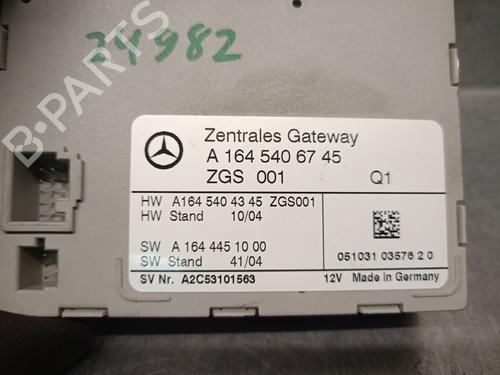 34982
B-PARTS
Zentrales Gateway
A 164 540 67 45
ZGS 001 Q1
HW A164 540 43 45 ZGS001
HW Stand 10/04
SW A 164 445 10 00
SW Stand 41/04
051031 03576 2 0
SV Nr. A2C53101563 12V Made in Germany